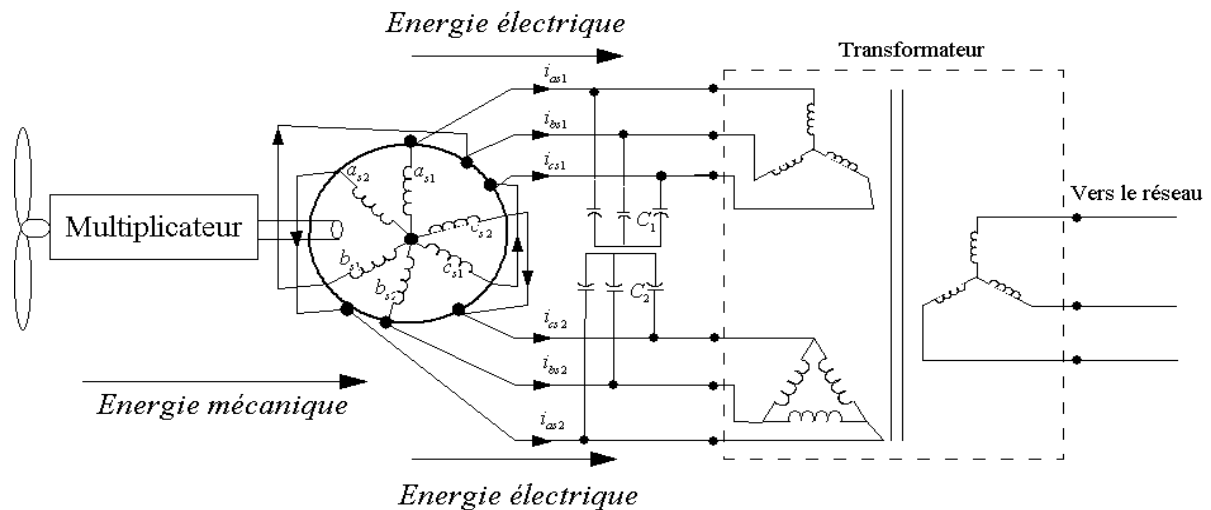 Energie électrique
Transformateur
i_as1
i_bs1
i_cs1
a_s2
a_s1
Vers le réseau
Multiplicateur
C_1
c_s2
b_s1
c_s1
b_s2
C_2
i_cs2
i_bs2
i_as2
Energie mécanique
Energie électrique